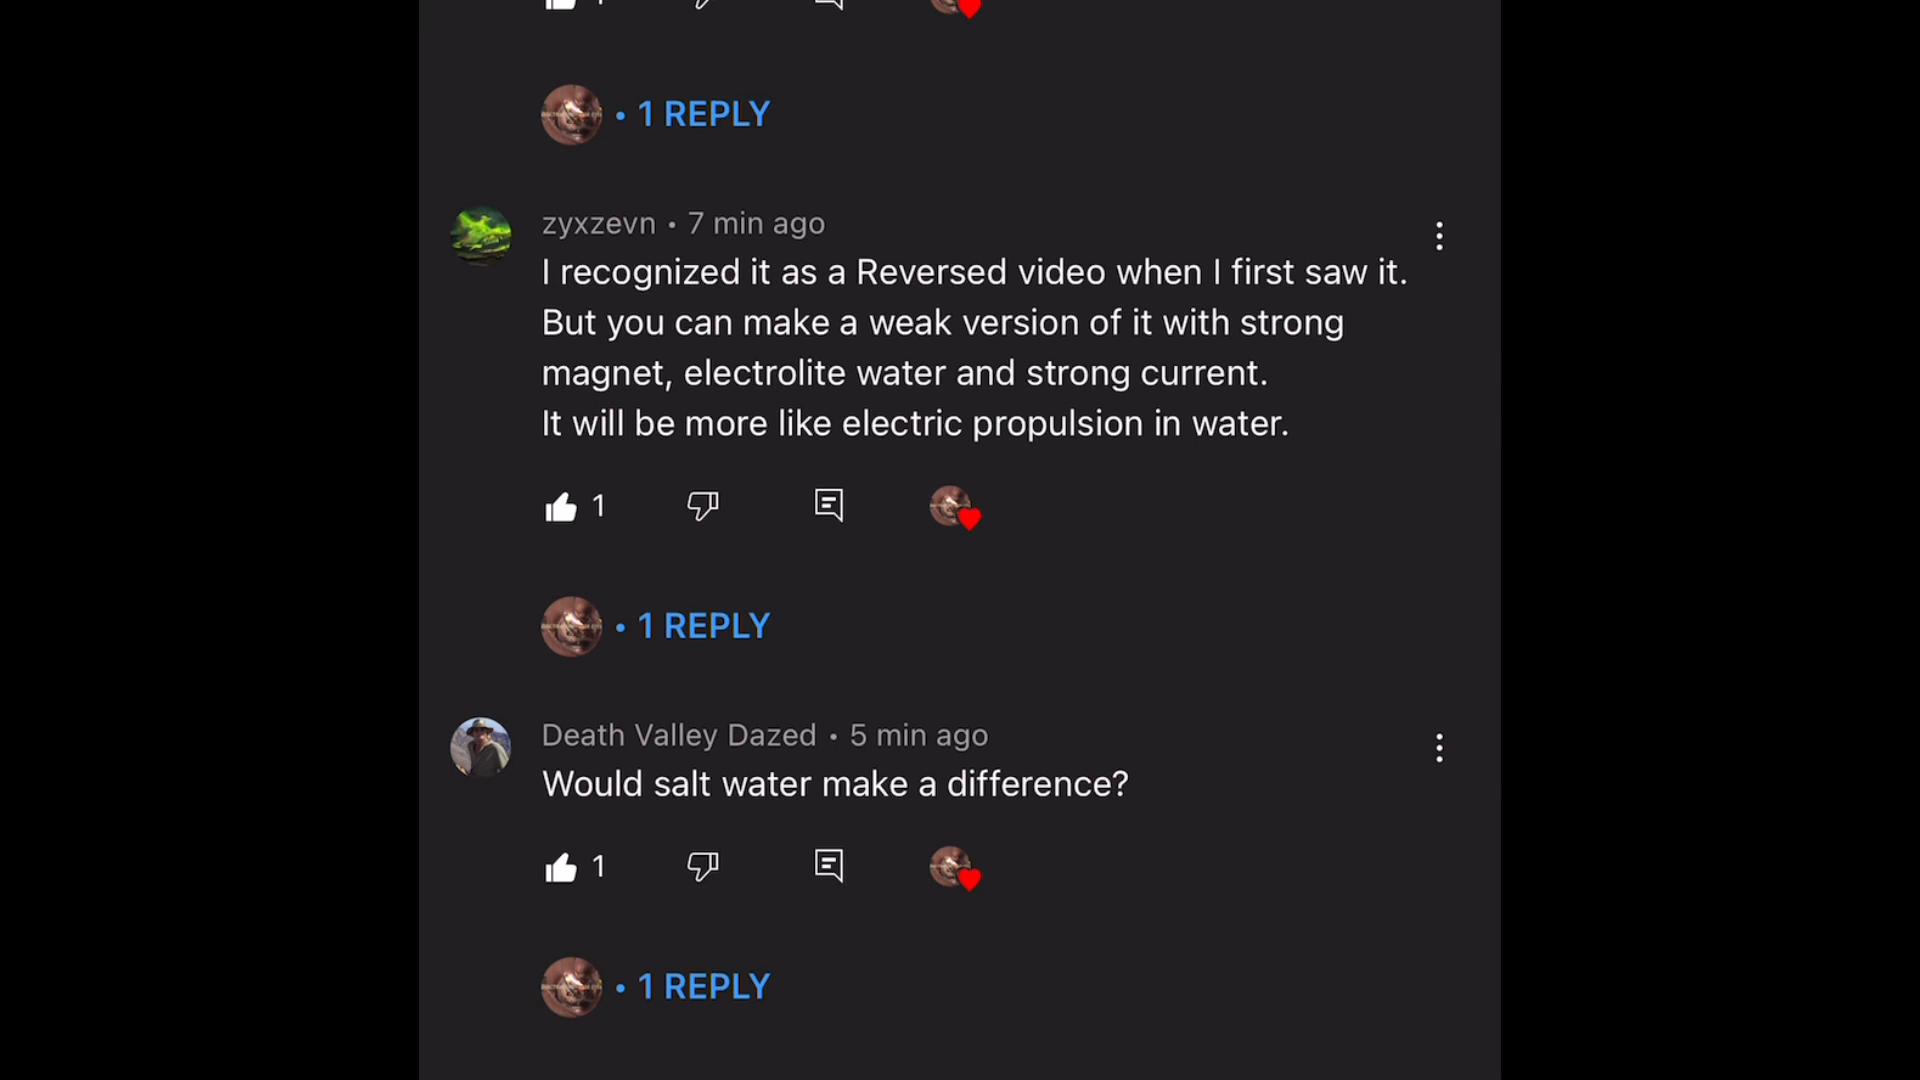 • 1 REPLY
zyxzevn • 7 min ago
I recognized it as a Reversed video when I first saw it.
But you can make a weak version of it with strong
magnet, electrolite water and strong current.
It will be more like electric propulsion in water.
1
• 1 REPLY
Death Valley Dazed • 5 min ago
Would salt water make a difference?
1
• 1 REPLY